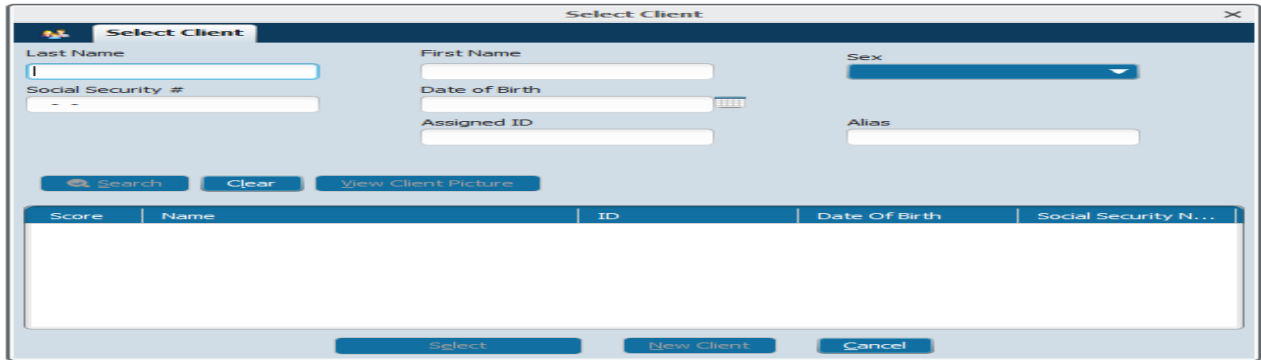 Select Client
Select Client
Last Name First Name Sex
Social Security # Date of Birth
- -
Assigned ID Alias
Search Clear View Client Picture
Score Name ID Date Of Birth Social Security N...
Select New Client Cancel